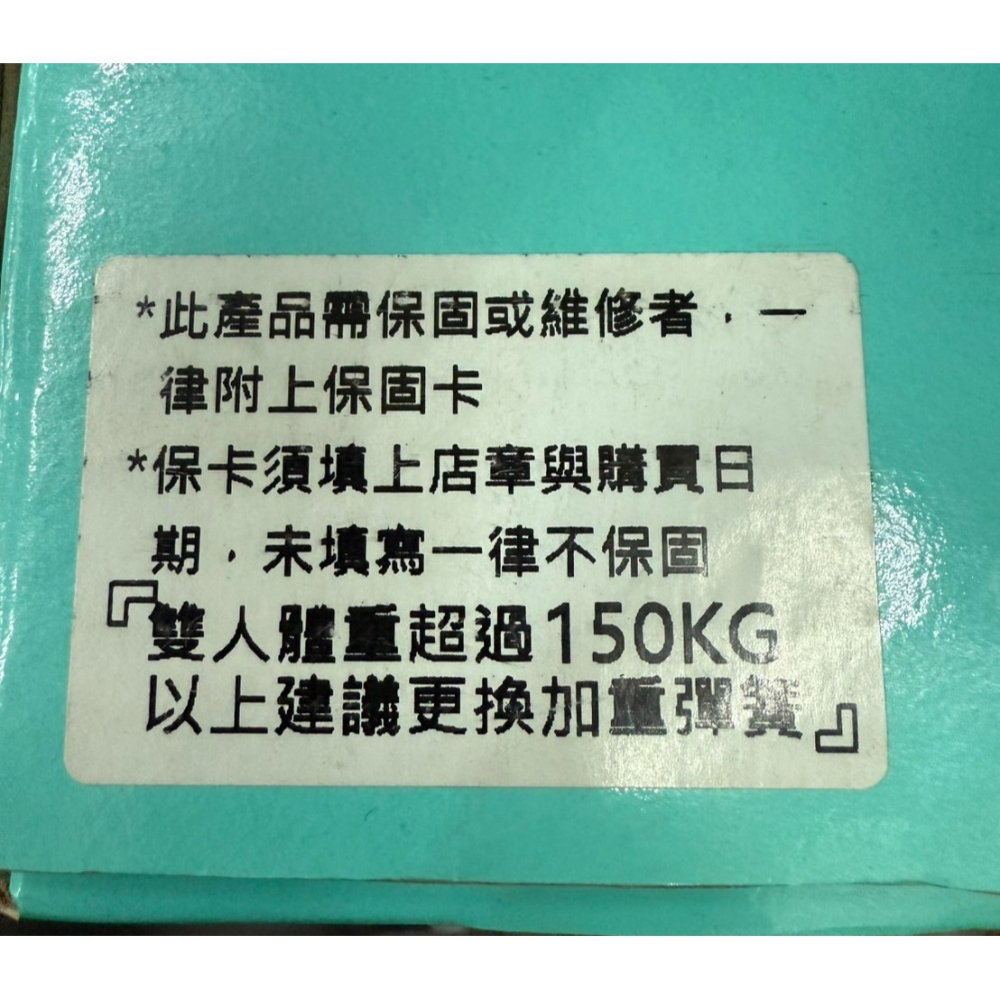 *此產品需保固或維修者，一
律附上保固卡
*保卡須填上店章與購買日
期，未填寫一律不保固
『雙人體重超過150KG
以上建議更換加重彈簧』